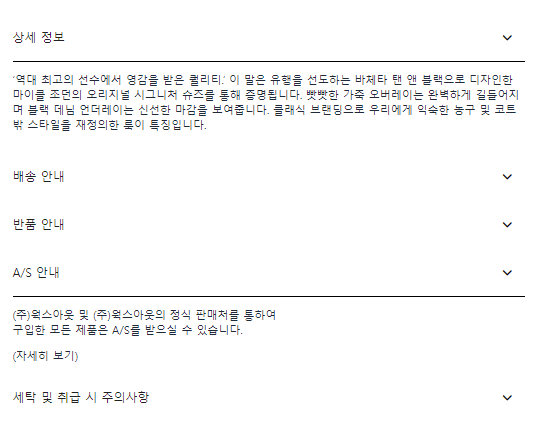 상세 정보
'역대 최고의 선수에서 영감을 받은 퀄리티.' 이 말은 유행을 선도하는 바체타 탠 앤 블랙으로 디자인한
마이클 조던의 오리지널 시그니처 슈즈를 통해 증명됩니다. 빳빳한 가죽 오버레이는 완벽하게 길들어지
며 블랙 데님 언더레이는 신선한 마감을 보여줍니다. 클래식 브랜딩으로 우리에게 익숙한 농구 및 코트
밖 스타일을 재정의한 룩이 특징입니다.
배송 안내
반품 안내
A/S 안내
(주)웍스아웃 및 (주)웍스아웃의 정식 판매처를 통하여
구입한 모든 제품은 A/S를 받으실 수 있습니다.
(자세히 보기)
세탁 및 취급 시 주의사항